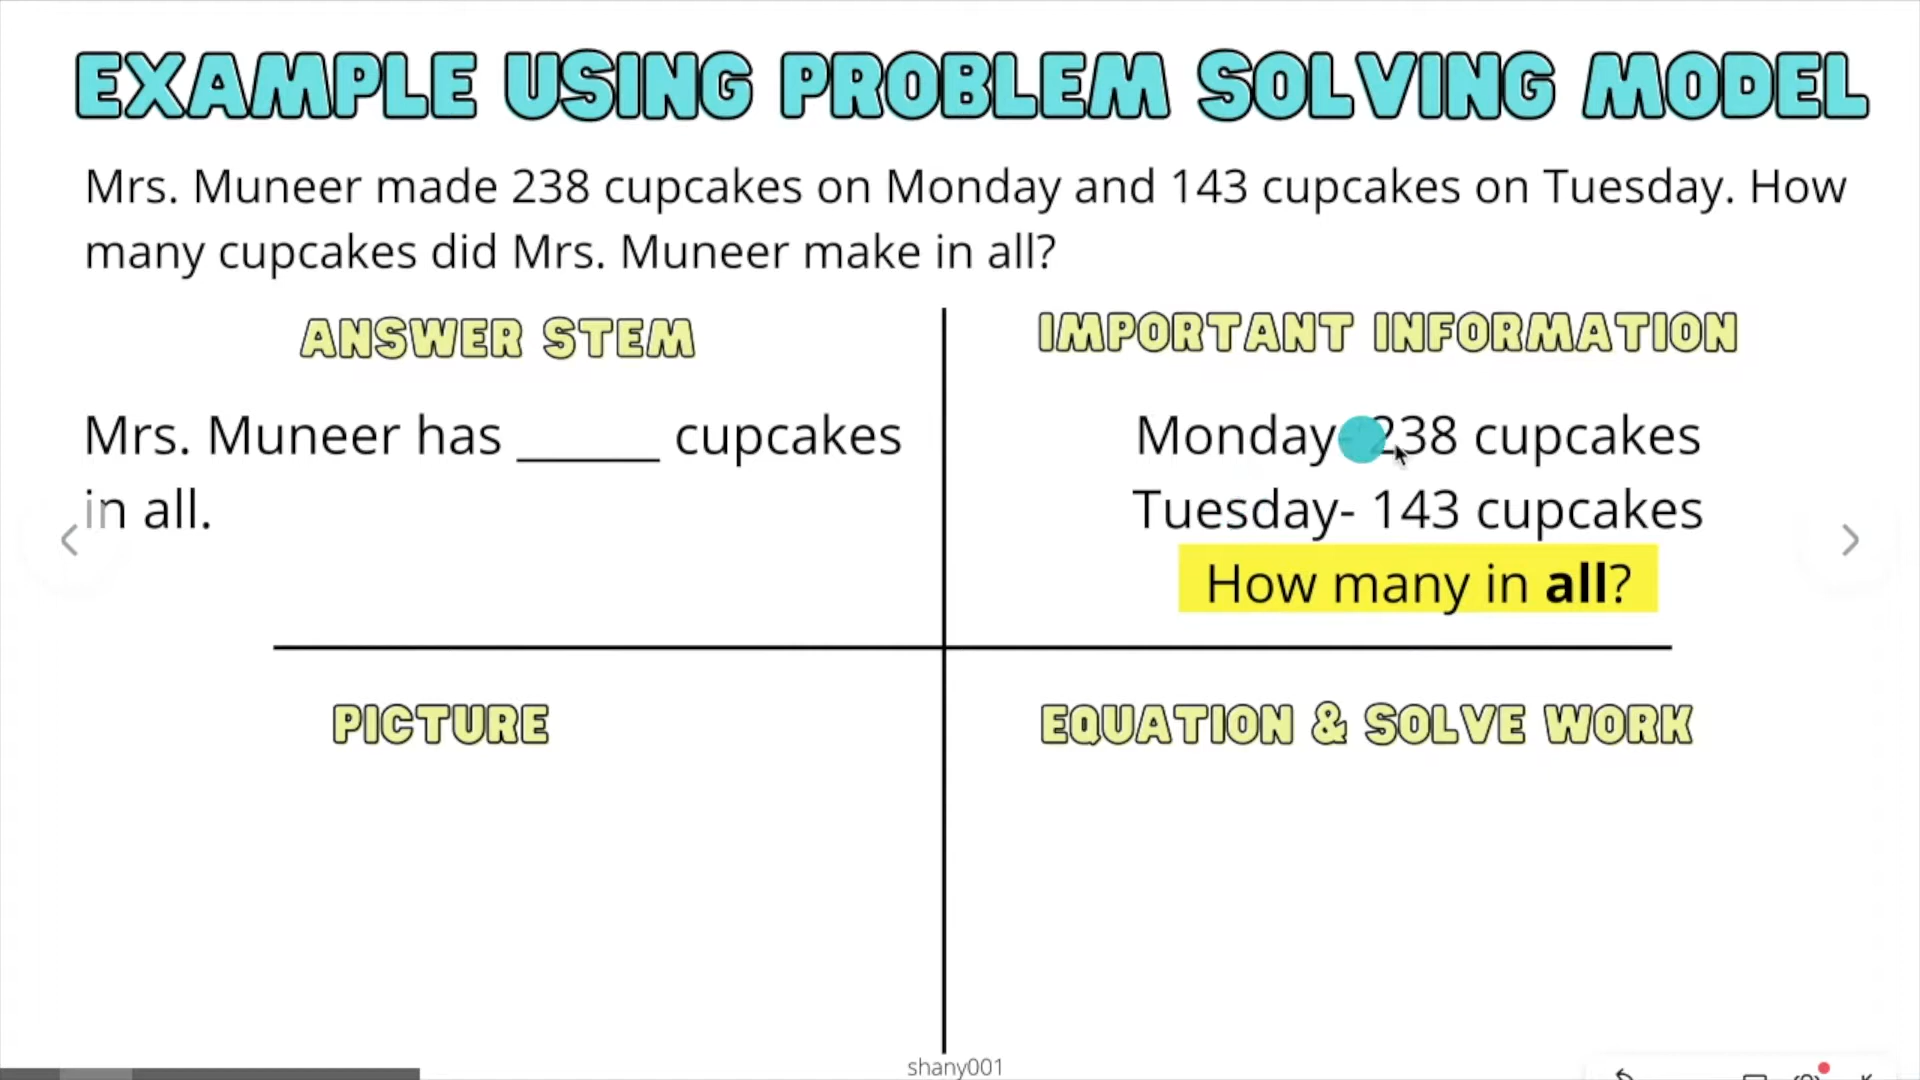 EXAMPLE USING PROBLEM SOLVING MODEL
Mrs. Muneer made 238 cupcakes on Monday and 143 cupcakes on Tuesday. How
many cupcakes did Mrs. Muneer make in all?
ANSWER STEM
Mrs. Muneer has ______ cupcakes
in all.
IMPORTANT INFORMATION
Monday 238 cupcakes
Tuesday- 143 cupcakes
How many in all?
PICTURE
EQUATION & SOLVE WORK
shany001